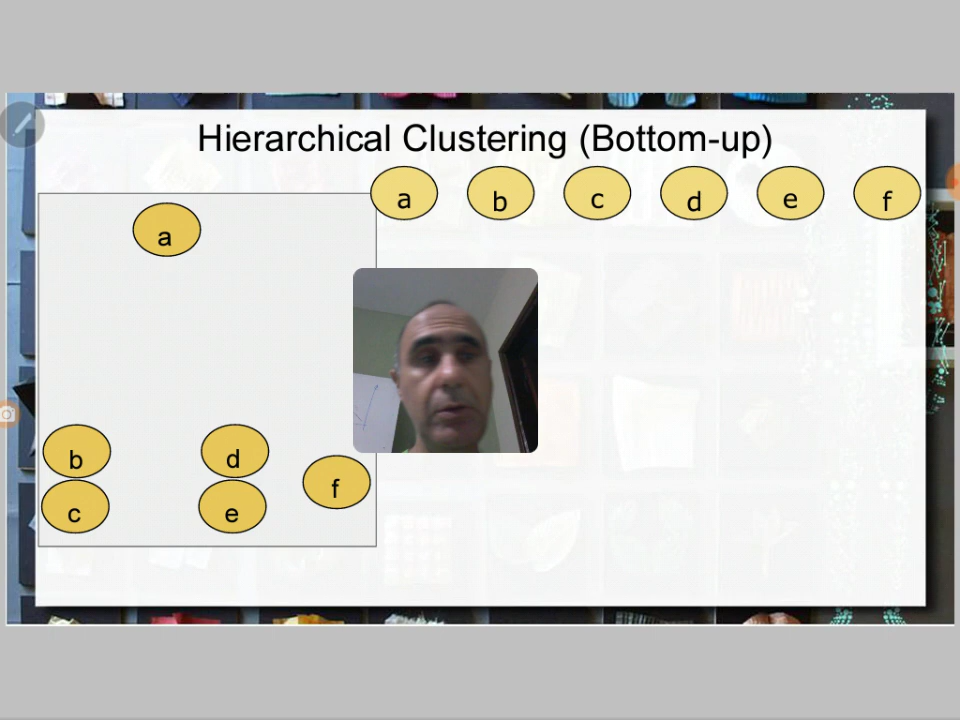 Hierarchical Clustering (Bottom-up)
a b c d e f
a
b d
f
c e